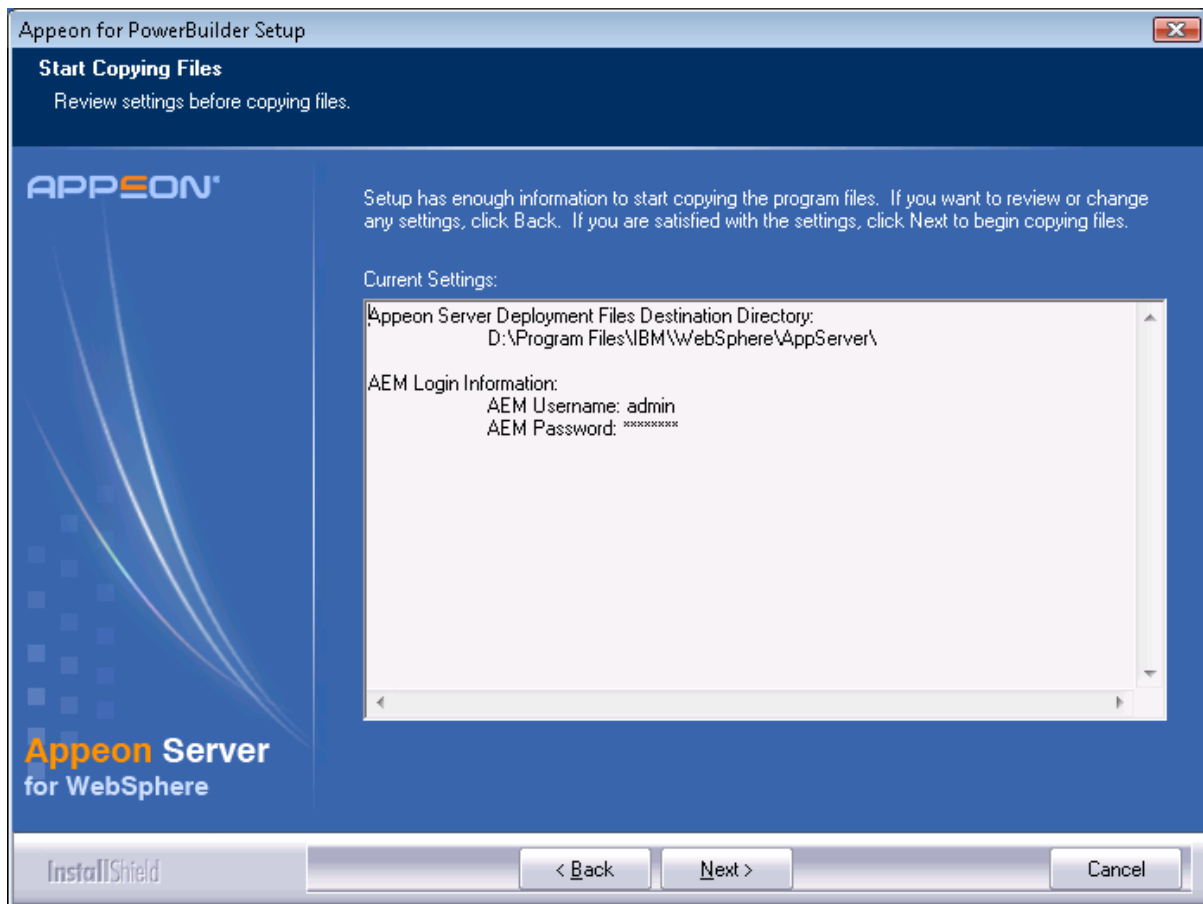 Appeon for PowerBuilder Setup
Start Copying Files
Review settings before copying files.
APPEON®
Setup has enough information to start copying the program files. If you want to review or change
any settings, click Back. If you are satisfied with the settings, click Next to begin copying files.
Current Settings:
Appeon Server Deployment Files Destination Directory:
D:\Program Files\IBM\WebSphere\AppServer\
AEM Login Information:
AEM Username: admin
AEM Password: ********
Appeon Server
for WebSphere
InstallShield
< Back
Next >
Cancel